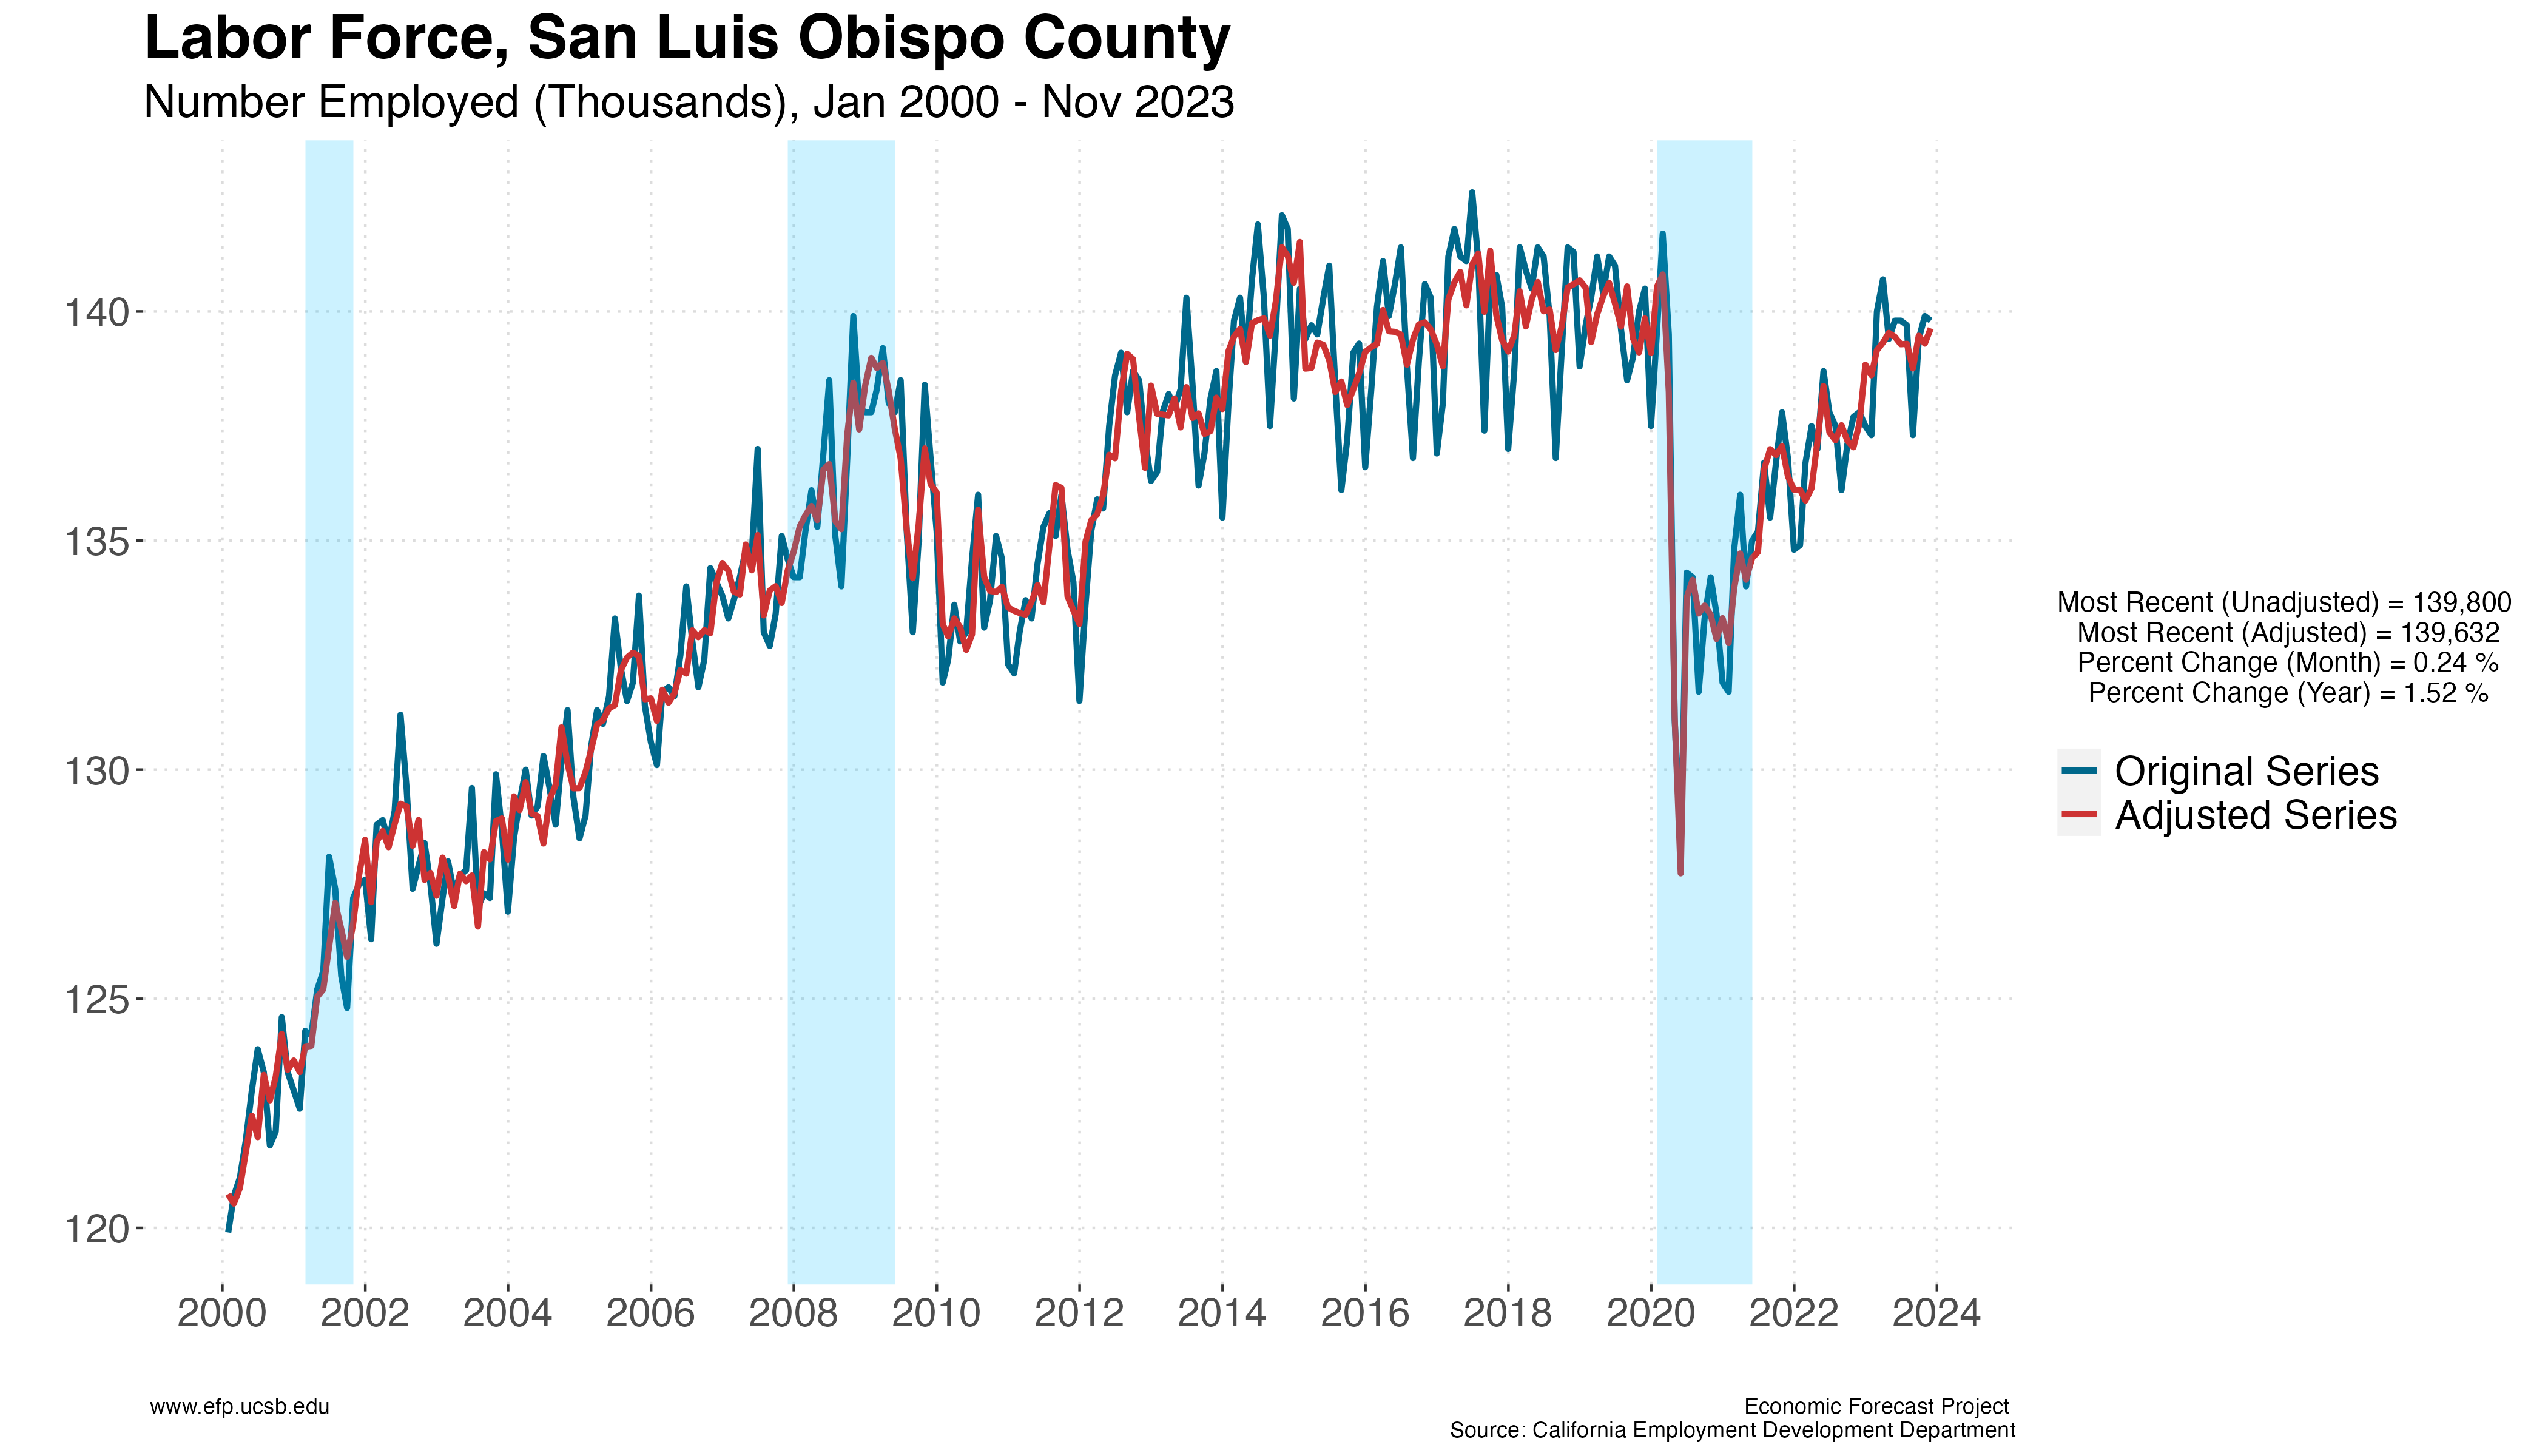 Labor Force, San Luis Obispo County
Number Employed (Thousands), Jan 2000 - Nov 2023
140
135
130
125
120
2000 2002 2004 2006 2008 2010 2012 2014 2016 2018 2020 2022 2024
Most Recent (Unadjusted) = 139,800
Most Recent (Adjusted) = 139,632
Percent Change (Month) = 0.24 %
Percent Change (Year) = 1.52 %
Original Series
Adjusted Series
www.efp.ucsb.edu
Economic Forecast Project
Source: California Employment Development Department